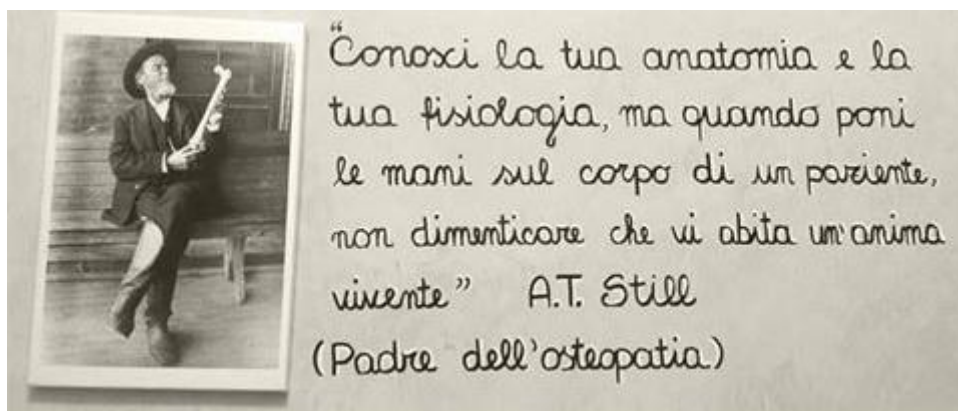 “Conosci la tua anatomia e la
tua fisiologia, ma quando poni
le mani sul corpo di un paziente,
non dimenticare che vi abita un'anima
vivente” A.T. Still
(Padre dell'osteopatia)